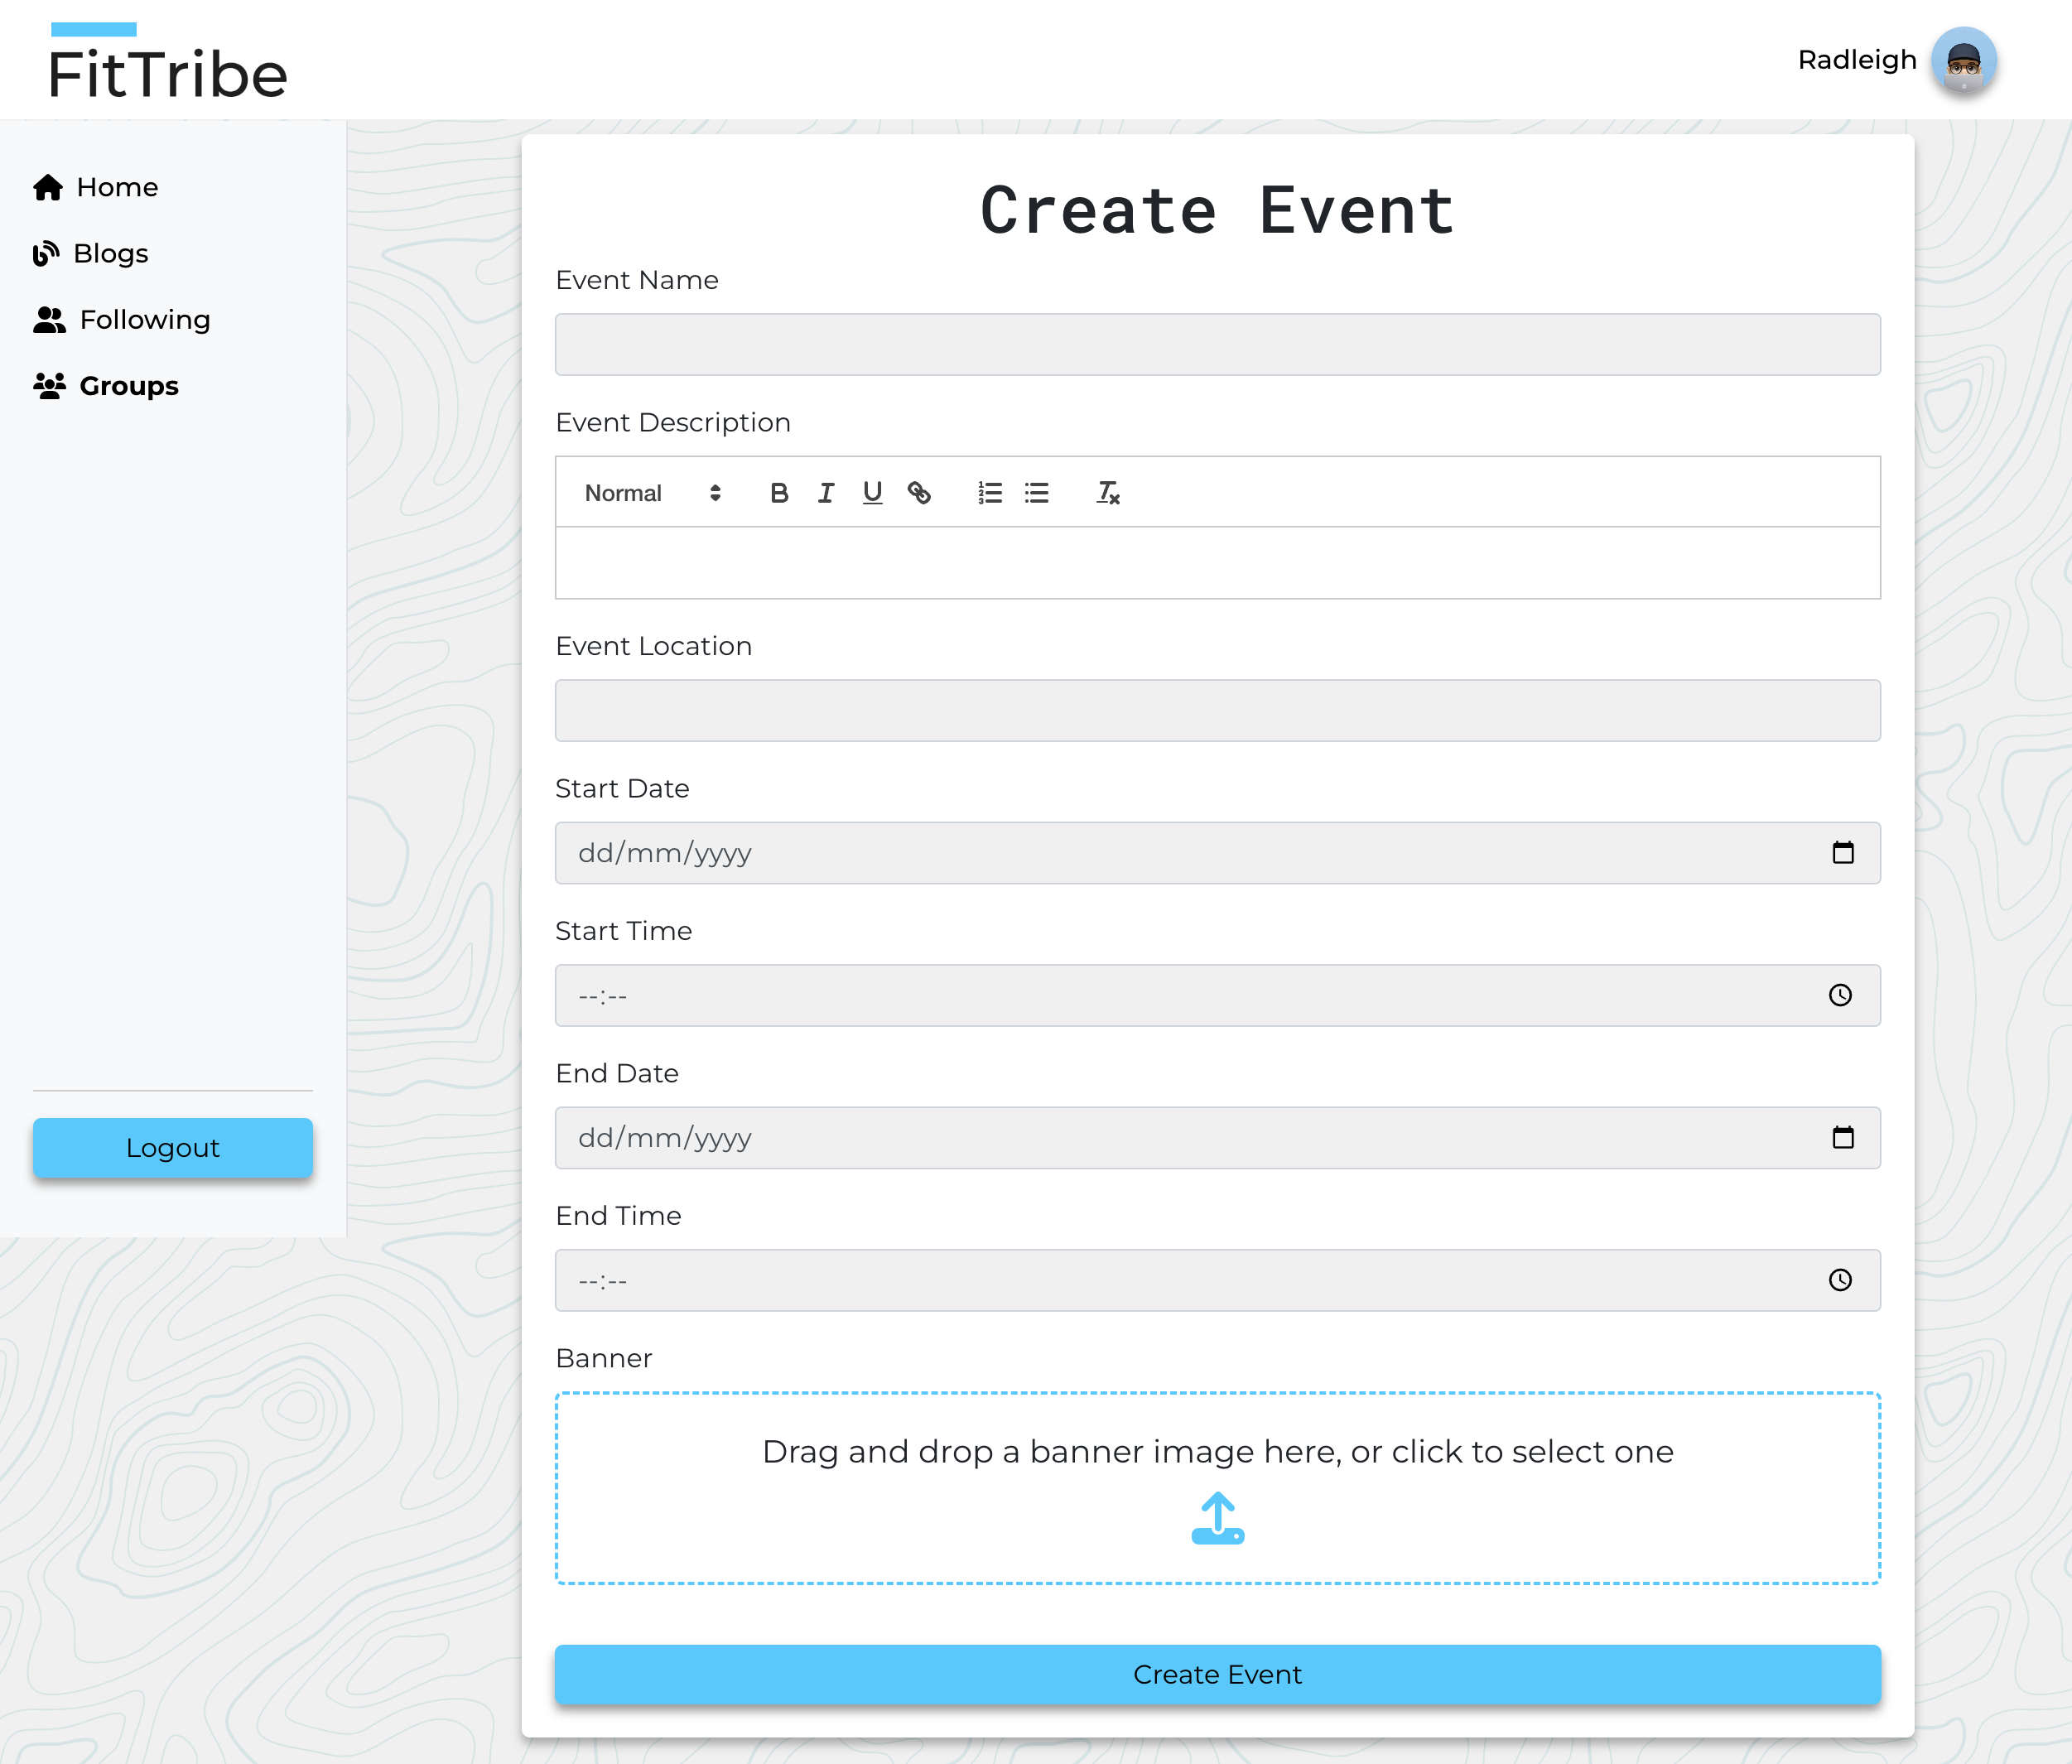 FitTribe
Radleigh
Home
Blogs
Following
Groups
Logout
Create Event
Event Name
Event Description
Normal
Event Location
Start Date
dd/mm/yyyy
Start Time
--:--
End Date
dd/mm/yyyy
End Time
--:--
Banner
Drag and drop a banner image here, or click to select one
Create Event